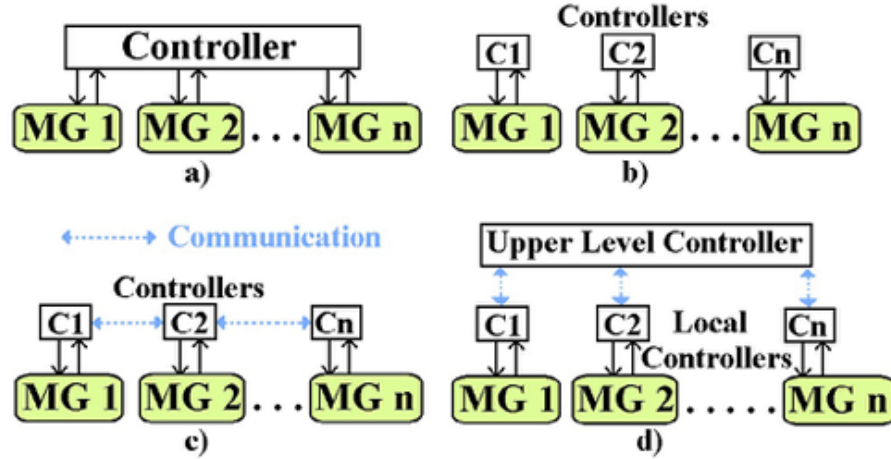 Controller
MG 1 MG 2 . . . MG n
a)
Controllers
C1 C2 Cn
MG 1 MG 2 . . . MG n
b)
Communication
Controllers
C1 C2 Cn
MG 1 MG 2 . . . MG n
c)
Upper Level Controller
C1 C2 Local Cn
Controllers
MG 1 MG 2 . . . . . MG n
d)